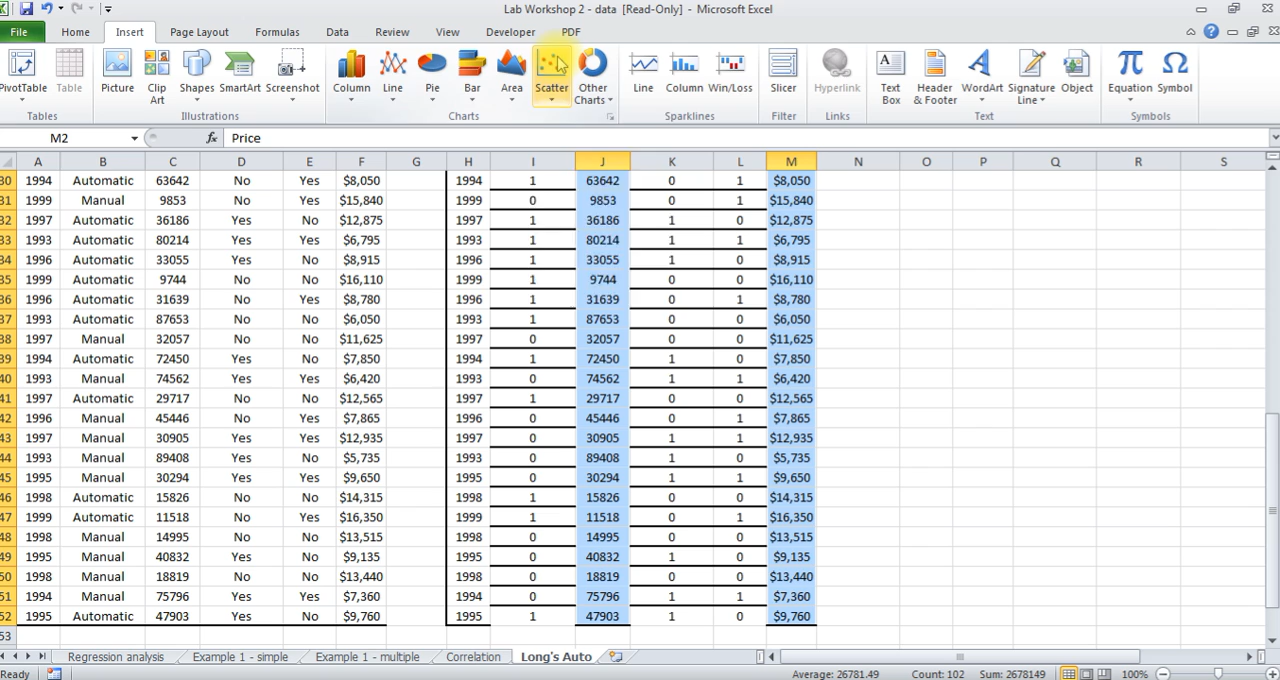 Lab Workshop 2 - data [Read-Only] - Microsoft Excel
File Home Insert Page Layout Formulas Data Review View Developer PDF
PivotTable Table Picture Clip Art Shapes SmartArt Screenshot Column Line Pie Bar Area Scatter Other Charts Line Column Win/Loss Slicer Hyperlink Text Box Header & Footer WordArt Signature Line Object Equation Symbol
Tables Illustrations Charts Sparklines Filter Links Text Symbols
M2 fx Price
A B C D E F G H I J K L M N O P Q R S
30 1994 Automatic 63642 No Yes $8,050 1994 1 63642 0 1 $8,050
31 1999 Manual 9853 No Yes $15,840 1999 0 9853 0 1 $15,840
32 1997 Automatic 36186 Yes No $12,875 1997 1 36186 1 0 $12,875
33 1993 Automatic 80214 Yes Yes $6,795 1993 1 80214 1 1 $6,795
34 1996 Automatic 33055 Yes No $8,915 1996 1 33055 1 0 $8,915
35 1999 Automatic 9744 No No $16,110 1999 1 9744 0 0 $16,110
36 1996 Automatic 31639 No Yes $8,780 1996 1 31639 0 1 $8,780
37 1993 Automatic 87653 No No $6,050 1993 1 87653 0 0 $6,050
38 1997 Manual 32057 No No $11,625 1997 0 32057 0 0 $11,625
39 1994 Automatic 72450 Yes No $7,850 1994 1 72450 1 0 $7,850
40 1993 Manual 74562 Yes Yes $6,420 1993 0 74562 1 1 $6,420
41 1997 Automatic 29717 No No $12,565 1997 1 29717 0 0 $12,565
42 1996 Manual 45446 No Yes $7,865 1996 0 45446 0 1 $7,865
43 1997 Manual 30905 Yes Yes $12,935 1997 0 30905 1 1 $12,935
44 1993 Manual 89408 Yes No $5,735 1993 0 89408 1 0 $5,735
45 1995 Manual 30294 Yes Yes $9,650 1995 0 30294 1 1 $9,650
46 1998 Automatic 15826 No No $14,315 1998 1 15826 0 0 $14,315
47 1999 Automatic 11518 No Yes $16,350 1999 1 11518 0 1 $16,350
48 1998 Manual 14995 No No $13,515 1998 0 14995 0 0 $13,515
49 1995 Manual 40832 Yes No $9,135 1995 0 40832 1 0 $9,135
50 1998 Manual 18819 No No $13,440 1998 0 18819 0 0 $13,440
51 1994 Manual 75796 Yes Yes $7,360 1994 0 75796 1 1 $7,360
52 1995 Automatic 47903 Yes No $9,760 1995 1 47903 1 0 $9,760
53
Regression analysis Example 1 - simple Example 1 - multiple Correlation Long's Auto
Ready Average: 26781.49 Count: 102 Sum: 2678149 100%